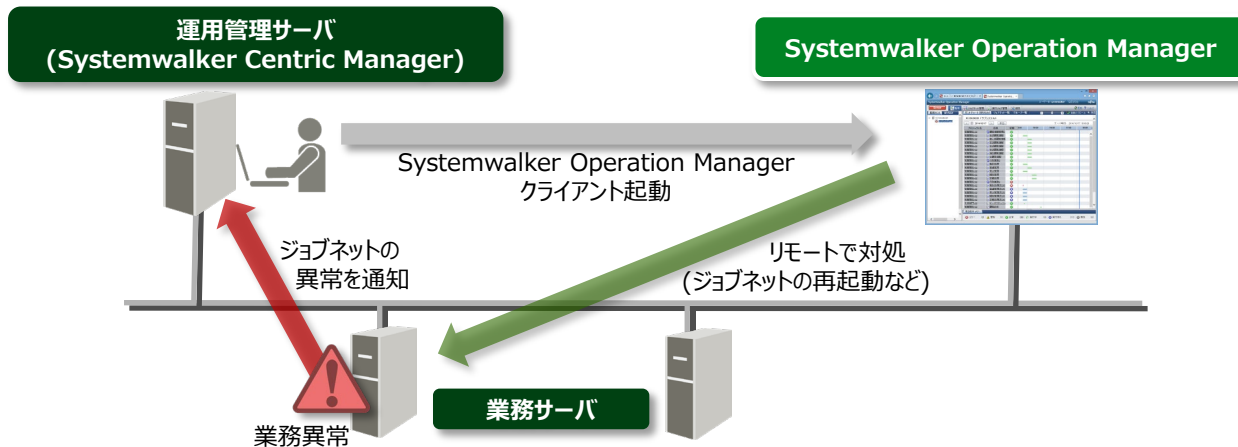 運用管理サーバ
(Systemwalker Centric Manager)
Systemwalker Operation Manager
Systemwalker Operation Manager
クライアント起動
ジョブネットの
異常を通知
リモートで対処
(ジョブネットの再起動など)
業務サーバ
業務異常